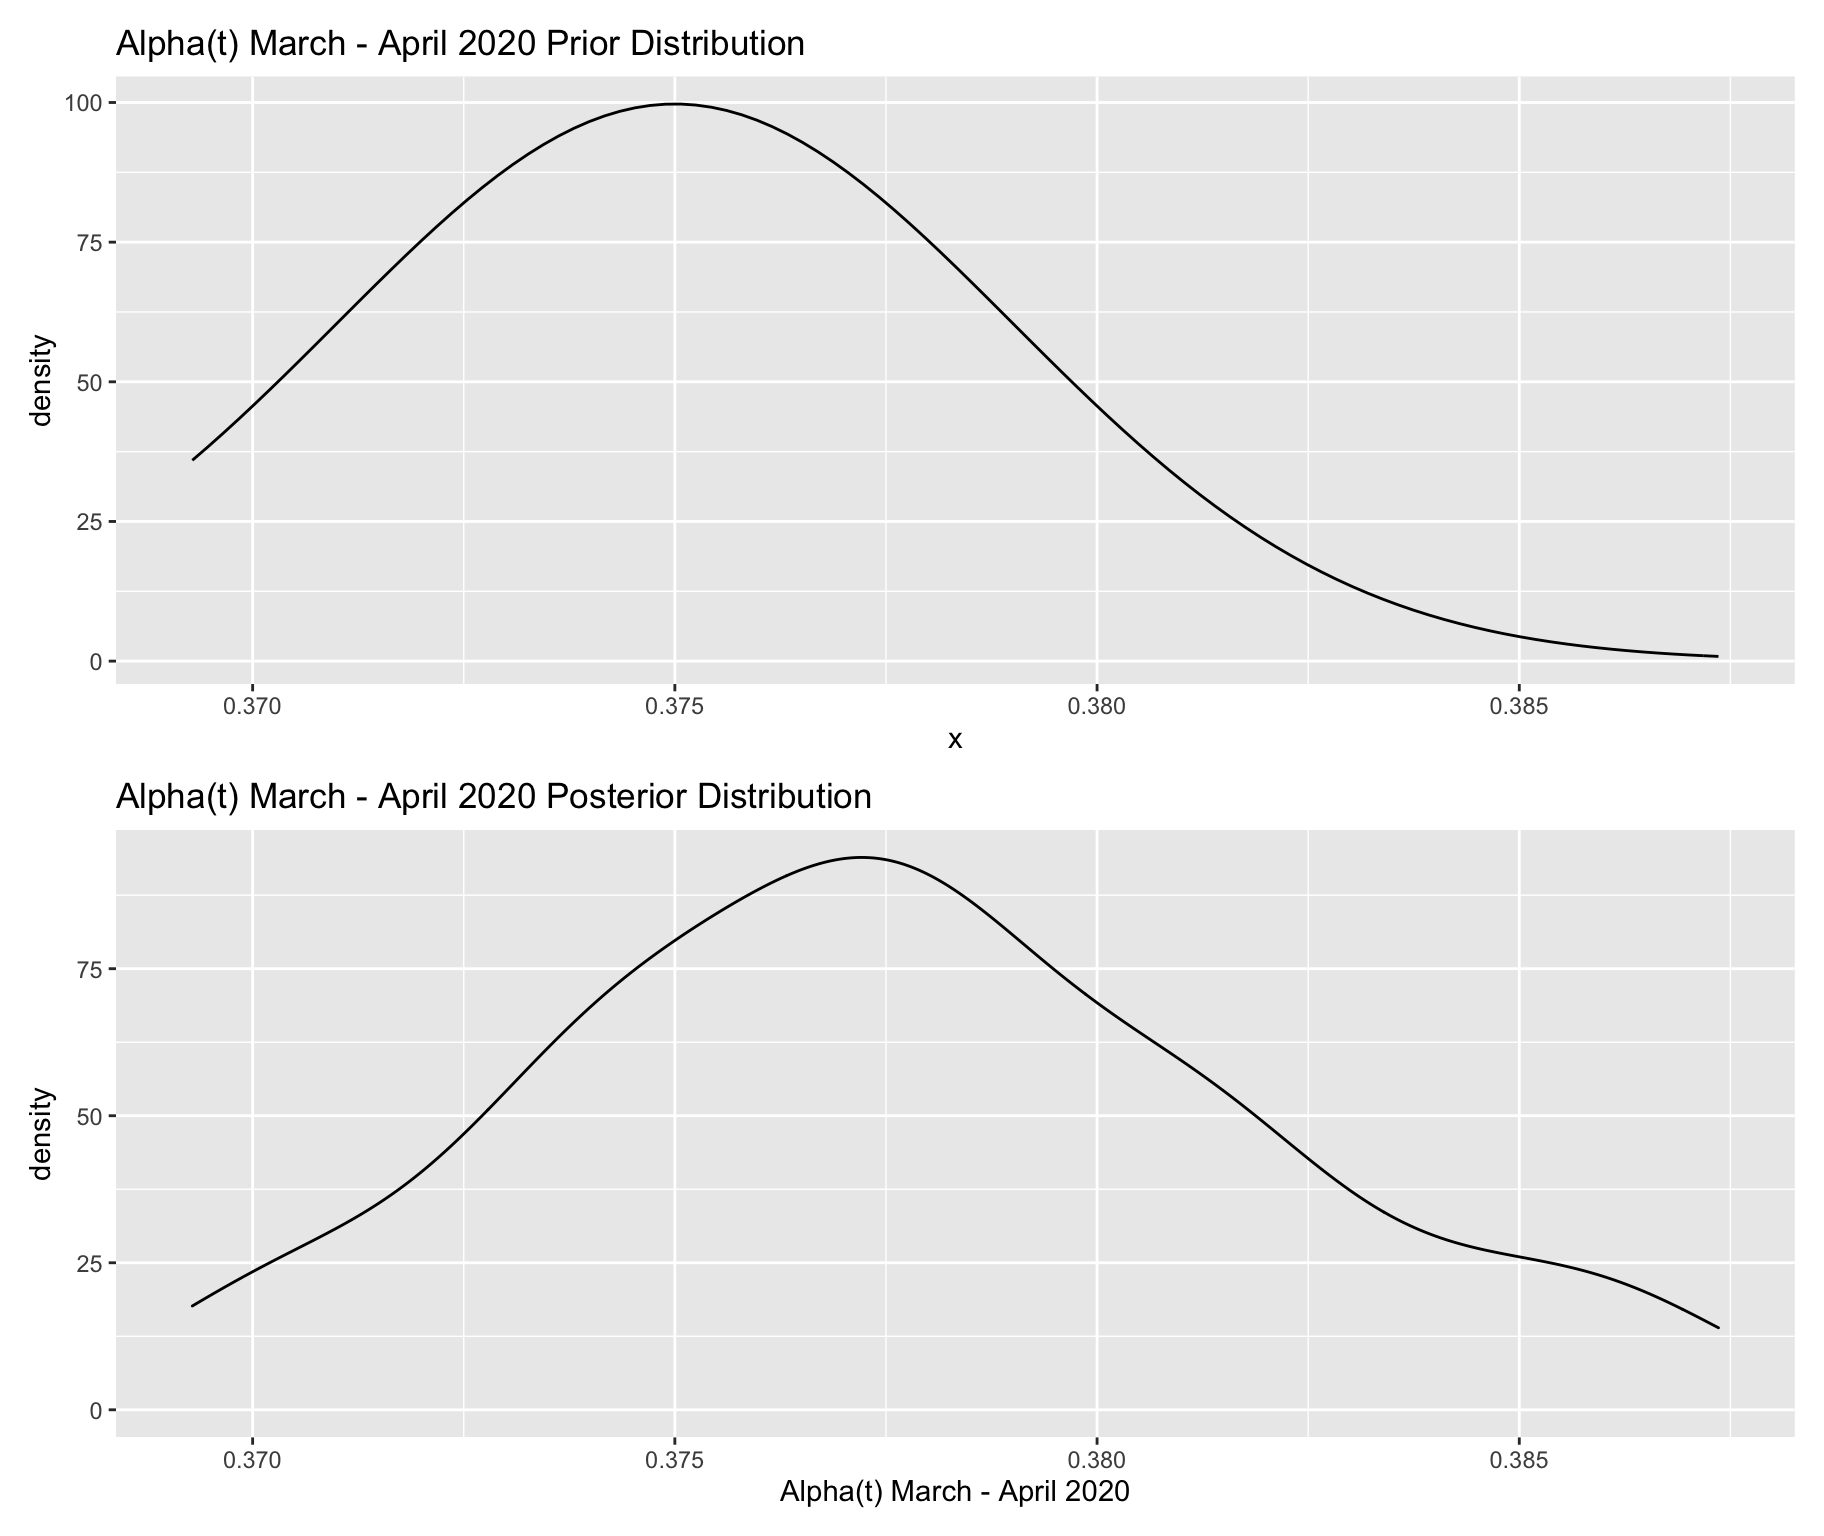 Alpha(t) March - April 2020 Prior Distribution
100
75
50
25
0
density
0.370 0.375 0.380 0.385
x
Alpha(t) March - April 2020 Posterior Distribution
75
50
25
0
density
0.370 0.375 0.380 0.385
Alpha(t) March - April 2020